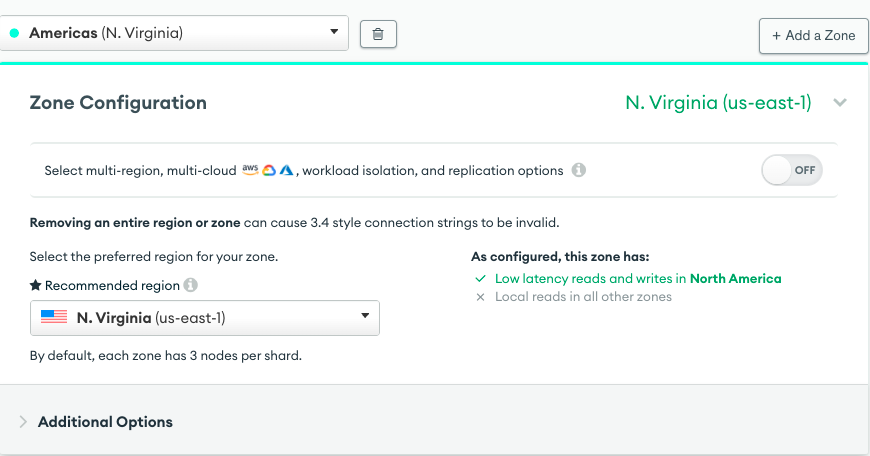 Americas (N. Virginia)
+ Add a Zone
Zone Configuration
N. Virginia (us-east-1)
Select multi-region, multi-cloud aws, workload isolation, and replication options
OFF
Removing an entire region or zone can cause 3.4 style connection strings to be invalid.
Select the preferred region for your zone.
Recommended region
N. Virginia (us-east-1)
By default, each zone has 3 nodes per shard.
As configured, this zone has:
Low latency reads and writes in North America
Local reads in all other zones
Additional Options